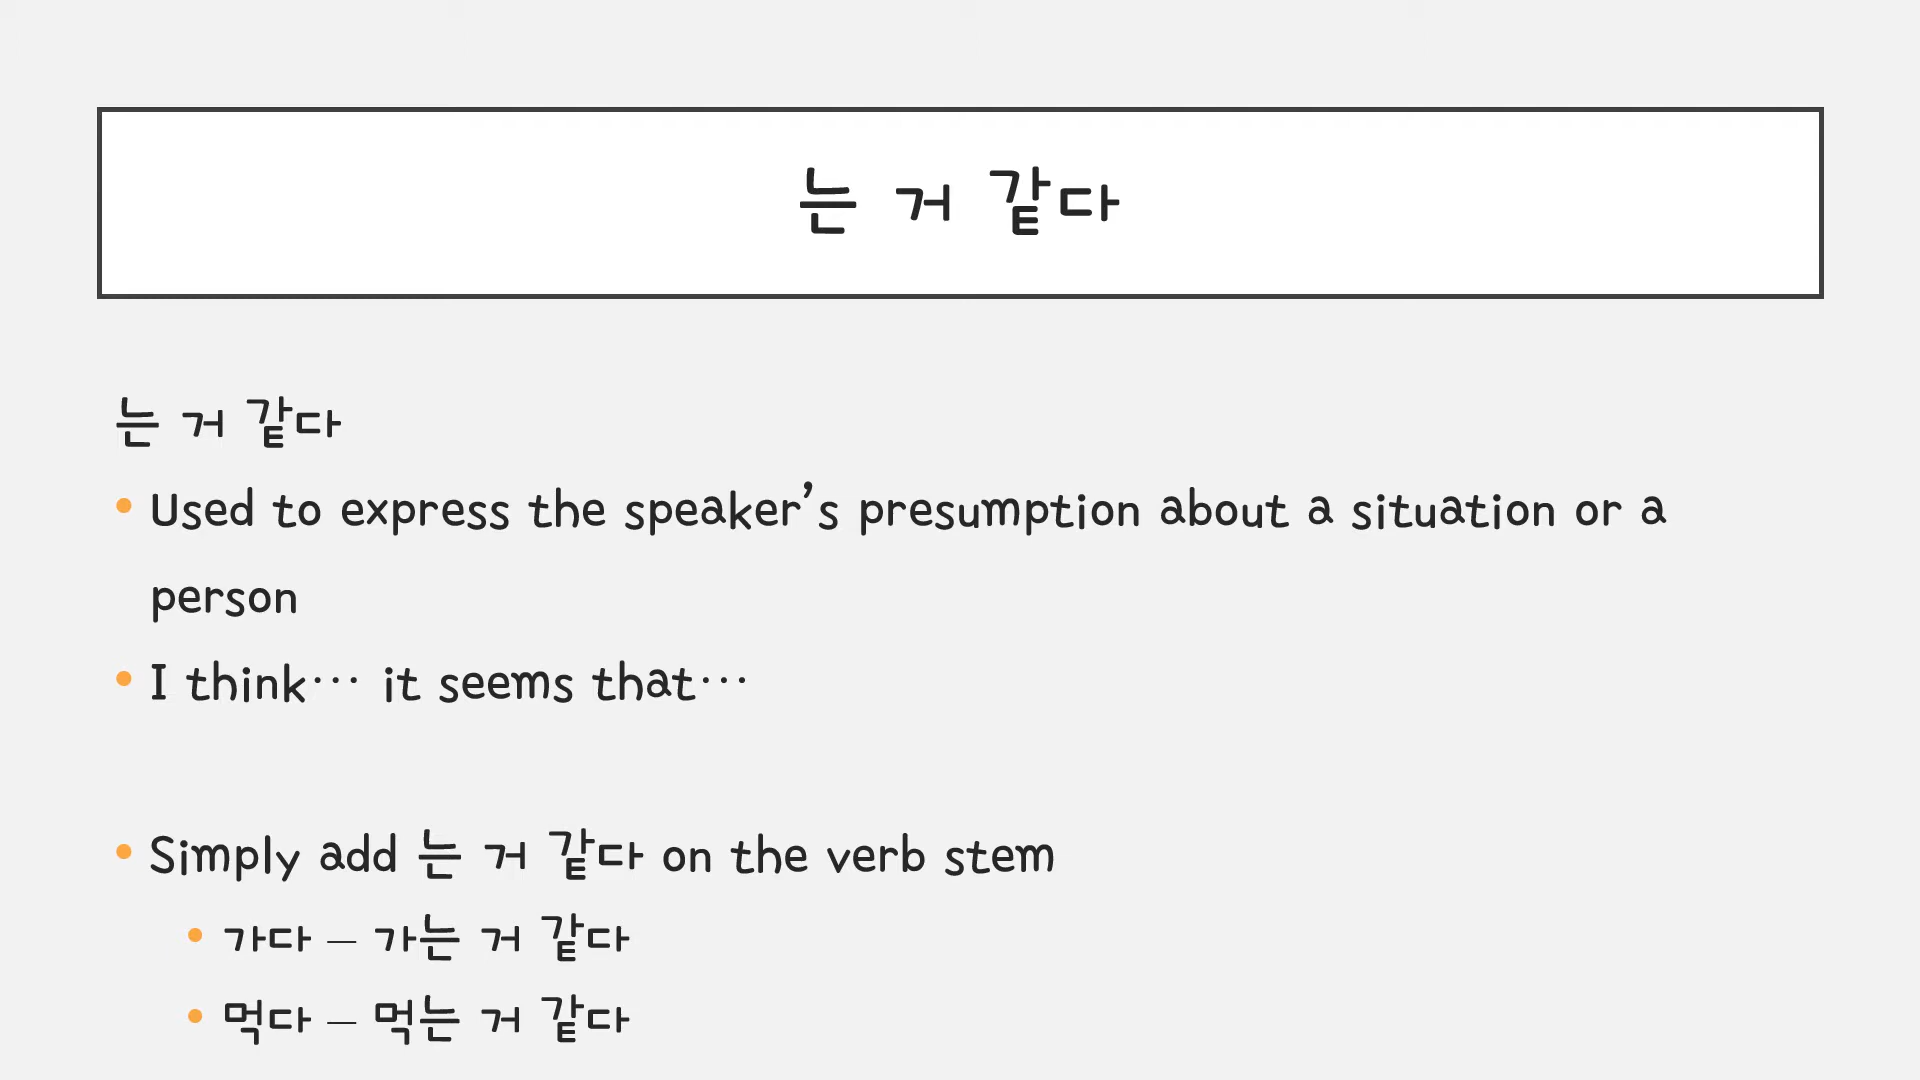 는 거 같다
는 거 같다
• Used to express the speaker’s presumption about a situation or a
person
• I think… it seems that…
• Simply add 는 거 같다 on the verb stem
• 가다 – 가는 거 같다
• 먹다 – 먹는 거 같다